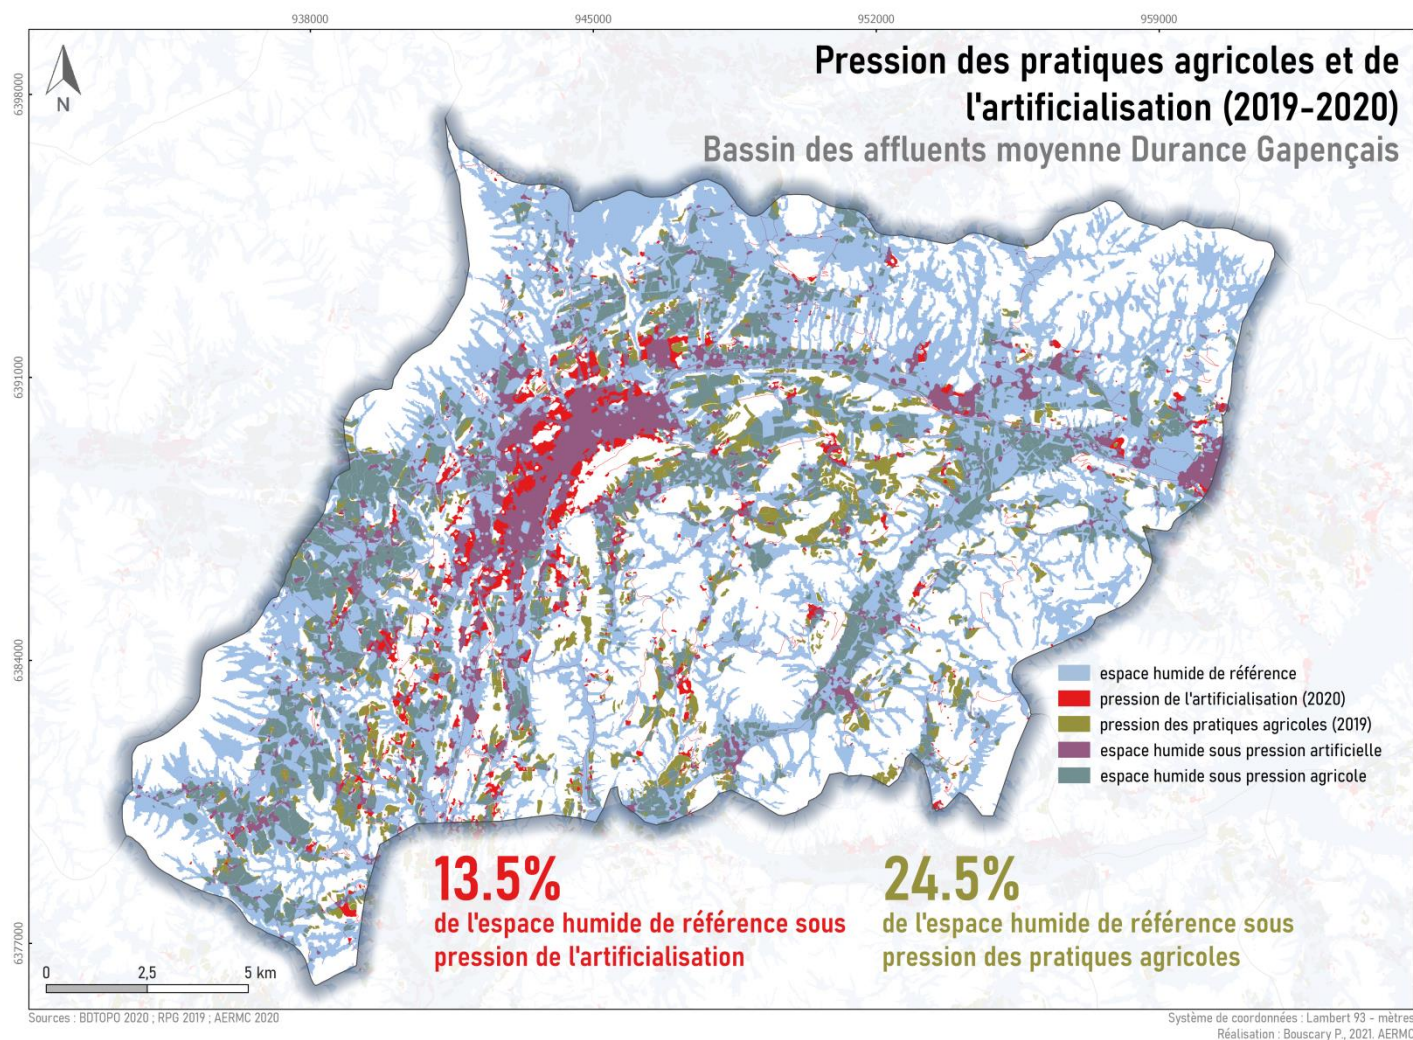 938000
945000
952000
959000
Pression des pratiques agricoles et de
l'artificialisation (2019-2020)
Bassin des affluents moyenne Durance Gapençais
N
6398000
6391000
6384000
6377000
espace humide de référence
pression de l'artificialisation (2020)
pression des pratiques agricoles (2019)
espace humide sous pression artificielle
espace humide sous pression agricole
13.5%
de l'espace humide de référence sous
pression de l'artificialisation
24.5%
de l'espace humide de référence sous
pression des pratiques agricoles
0 2,5 5 km
Sources : BDTOPO 2020 ; RPG 2019 ; AERMC 2020
Système de coordonnées : Lambert 93 - mètres
Réalisation : Bouscary P., 2021. AERMC